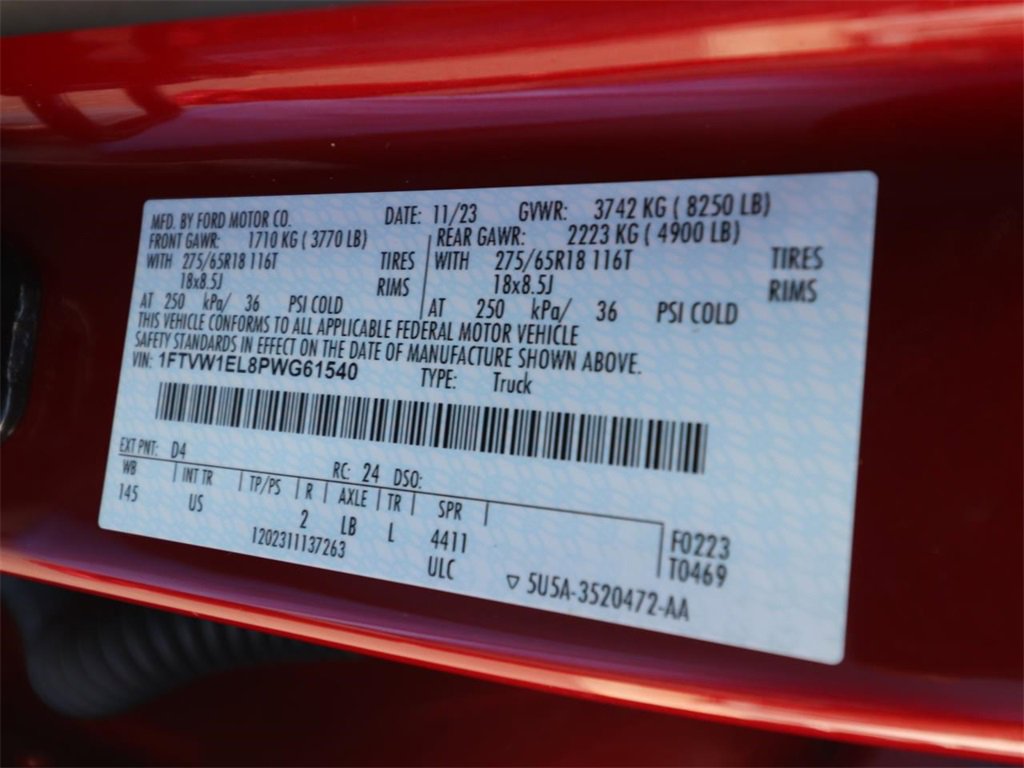 MFD. BY FORD MOTOR CO. DATE: 11/23 GVWR: 3742 KG ( 8250 LB)
FRONT GAWR: 1710 KG ( 3770 LB) REAR GAWR: 2223 KG ( 4900 LB)
WITH 275/65R18 116T TIRES WITH 275/65R18 116T TIRES
18x8.5J RIMS 18x8.5J RIMS
AT 250 kPa/ 36 PSI COLD AT 250 kPa/ 36 PSI COLD
THIS VEHICLE CONFORMS TO ALL APPLICABLE FEDERAL MOTOR VEHICLE
SAFETY STANDARDS IN EFFECT ON THE DATE OF MANUFACTURE SHOWN ABOVE.
VIN: 1FTVW1EL8PWG61540 TYPE: Truck
EXT PNT: D4 RC: 24 DSO:
WB INT TR TP/PS R AXLE TR SPR
145 US 2 LB L 4411 F0223
1202311137263 ULC T0469
5U5A-3520472-AA